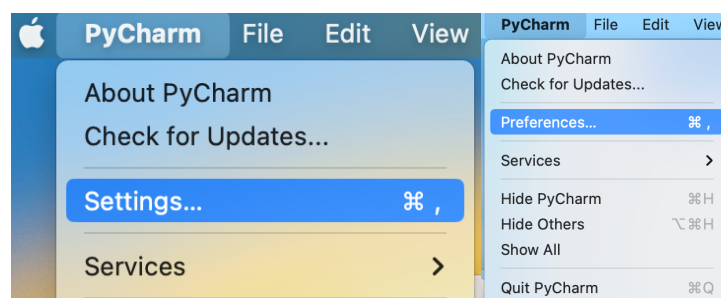 PyCharm File Edit View
About PyCharm
Check for Updates...
Settings... ⌘ ,
Services
PyCharm File Edit View
About PyCharm
Check for Updates...
Preferences... ⌘ ,
Services
Hide PyCharm ⌘H
Hide Others ⌥⌘H
Show All
Quit PyCharm ⌘Q